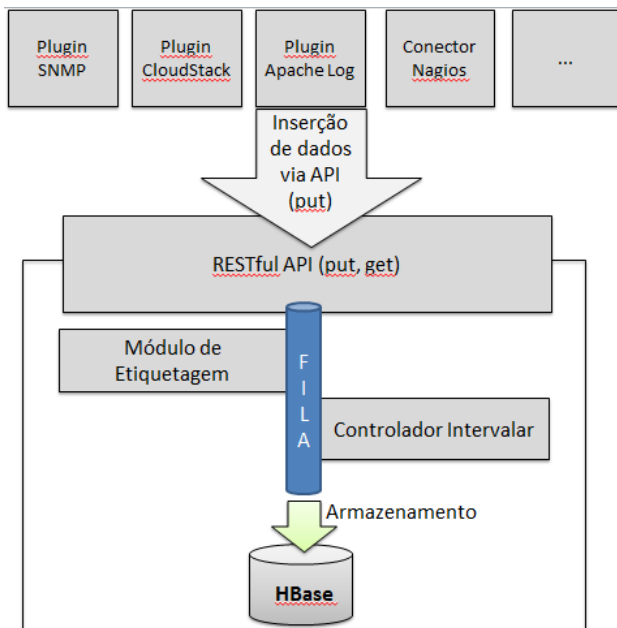 Plugin
SNMP
Plugin
CloudStack
Plugin
Apache Log
Conector
Nagios
...
Inserção
de dados
via API
(put)
RESTful API (put, get)
Módulo de
Etiquetagem
F
I
L
A
Controlador Intervalar
Armazenamento
HBase